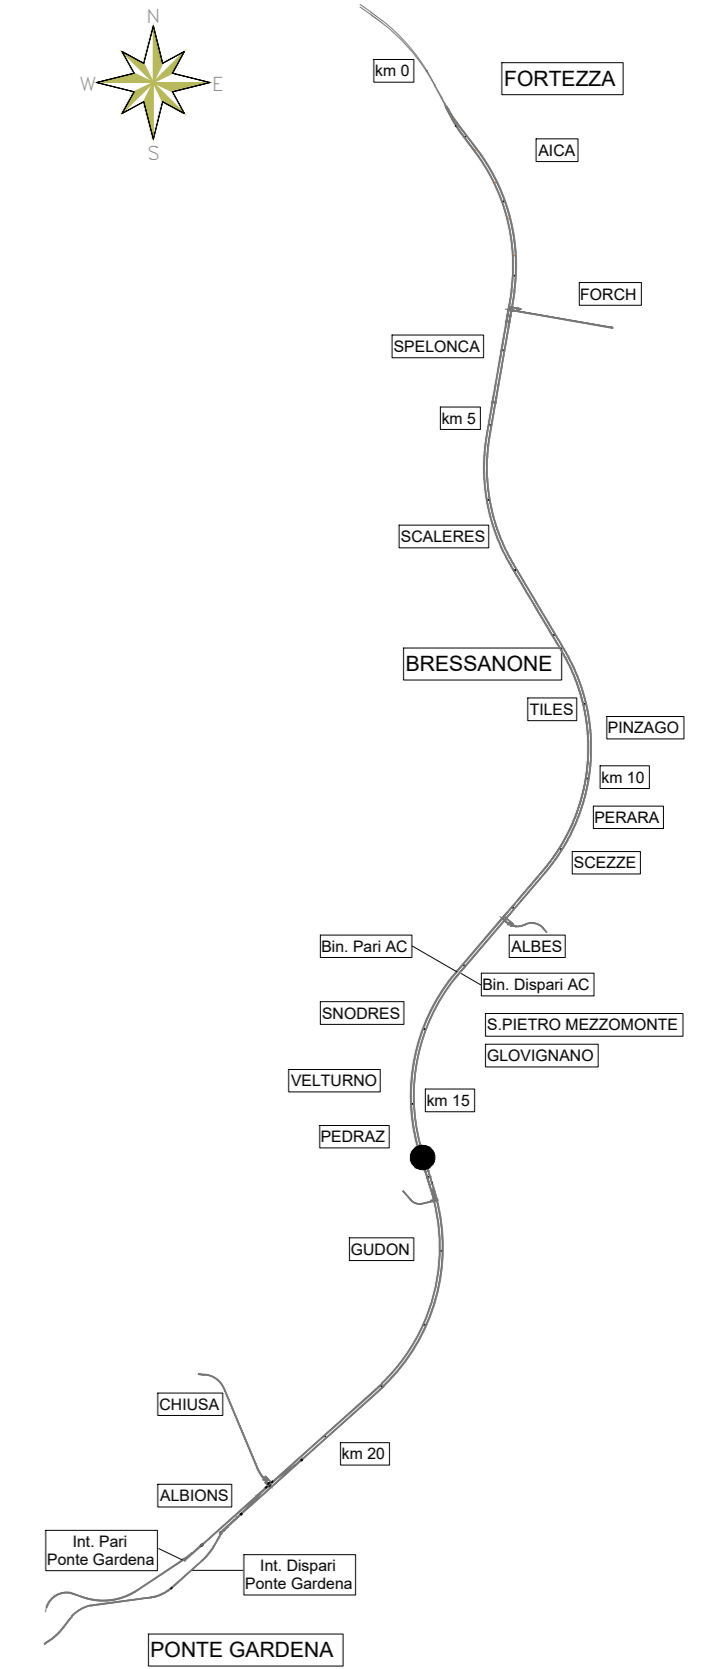 N
W
E
S
km 0
FORTEZZA
AICA
FORCH
SPELONCA
km 5
SCALERES
BRESSANONE
TILES
PINZAGO
km 10
PERARA
SCEZZE
Bin. Pari AC
ALBES
Bin. Dispari AC
SNODRES
S.PIETRO MEZZOMONTE
GLOVIGNANO
VELTURNO
km 15
PEDRAZ
GUDON
CHIUSA
km 20
ALBIONS
Int. Pari
Ponte Gardena
Int. Dispari
Ponte Gardena
PONTE GARDENA